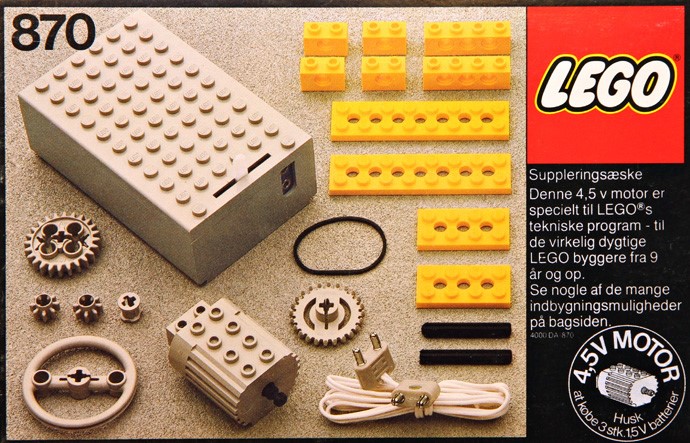 870
LEGO
Suppleringsæske
Denne 4,5 v motor er
specielt til LEGO®s
tekniske program - til
de virkelig dygtige
LEGO byggere fra 9
år og op.
Se nogle af de mange
indbygningsmuligheder
på bagsiden.
4000 DA-870
4,5V MOTOR
Husk
at købe 3 stk. 1,5V batterier